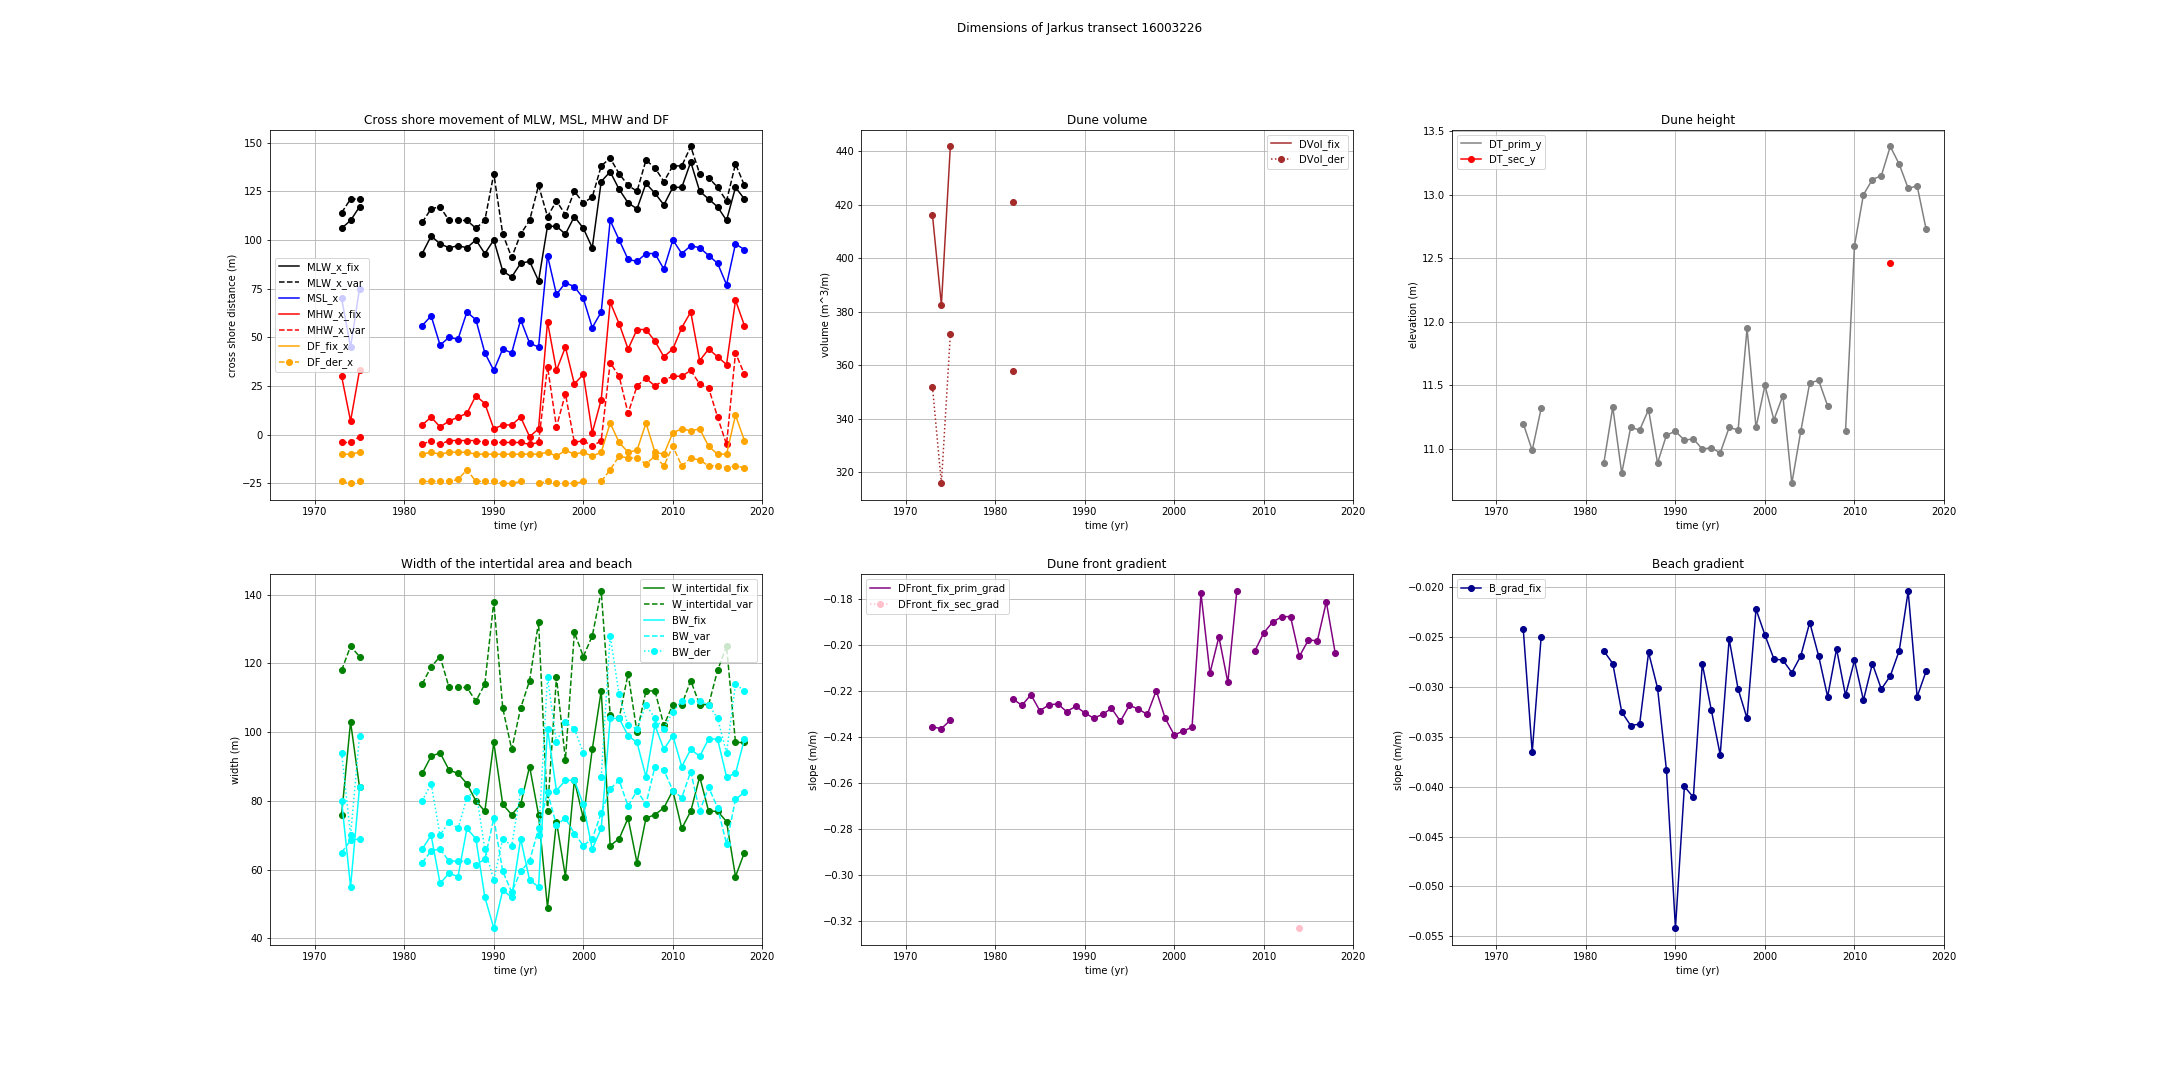 Dimensions of Jarkus transect 16003226
Cross shore movement of MLW, MSL, MHW and DF
150
125
100
75
50
25
0
−25
cross shore distance (m)
MLW_x_fix
MLW_x_var
MSL_x
MHW_x_fix
MHW_x_var
DF_fix_x
DF_der_x
1970 1980 1990 2000 2010 2020
time (yr)
Dune volume
440
420
400
380
360
340
320
volume (m^3/m)
DVol_fix
DVol_der
1970 1980 1990 2000 2010 2020
time (yr)
Dune height
13.5
13.0
12.5
12.0
11.5
11.0
elevation (m)
DT_prim_y
DT_sec_y
1970 1980 1990 2000 2010 2020
time (yr)
Width of the intertidal area and beach
140
120
100
80
60
40
width (m)
W_intertidal_fix
W_intertidal_var
BW_fix
BW_var
BW_der
1970 1980 1990 2000 2010 2020
time (yr)
Dune front gradient
−0.18
−0.20
−0.22
−0.24
−0.26
−0.28
−0.30
−0.32
slope (m/m)
DFront_fix_prim_grad
DFront_fix_sec_grad
1970 1980 1990 2000 2010 2020
time (yr)
Beach gradient
−0.020
−0.025
−0.030
−0.035
−0.040
−0.045
−0.050
−0.055
slope (m/m)
B_grad_fix
1970 1980 1990 2000 2010 2020
time (yr)